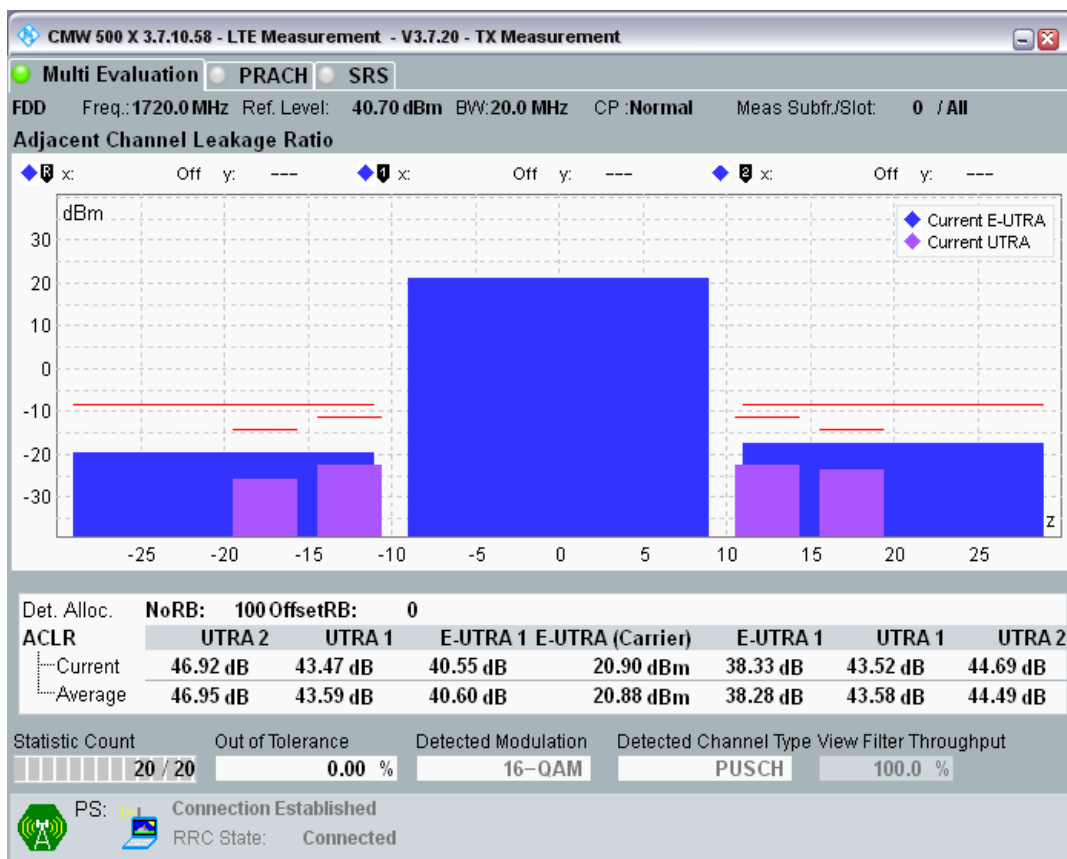 CMW 500 X 3.7.10.58 - LTE Measurement - V3.7.20 - TX Measurement
Multi Evaluation PRACH SRS
FDD Freq.: 1720.0 MHz Ref. Level: 40.70 dBm BW: 20.0 MHz CP : Normal Meas Subfr./Slot: 0 / All
Adjacent Channel Leakage Ratio
R x: Off y: --- 1 x: Off y: --- 2 x: Off y: ---
dBm
Current E-UTRA
Current UTRA
30
20
10
0
-10
-20
-30
z
-25 -20 -15 -10 -5 0 5 10 15 20 25
Det. Alloc. NoRB: 100 OffsetRB: 0
ACLR UTRA 2 UTRA 1 E-UTRA 1 E-UTRA (Carrier) E-UTRA 1 UTRA 1 UTRA 2
Current 46.92 dB 43.47 dB 40.55 dB 20.90 dBm 38.33 dB 43.52 dB 44.69 dB
Average 46.95 dB 43.59 dB 40.60 dB 20.88 dBm 38.28 dB 43.58 dB 44.49 dB
Statistic Count Out of Tolerance Detected Modulation Detected Channel Type View Filter Throughput
20 / 20 0.00 % 16-QAM PUSCH 100.0 %
PS: Connection Established
RRC State: Connected